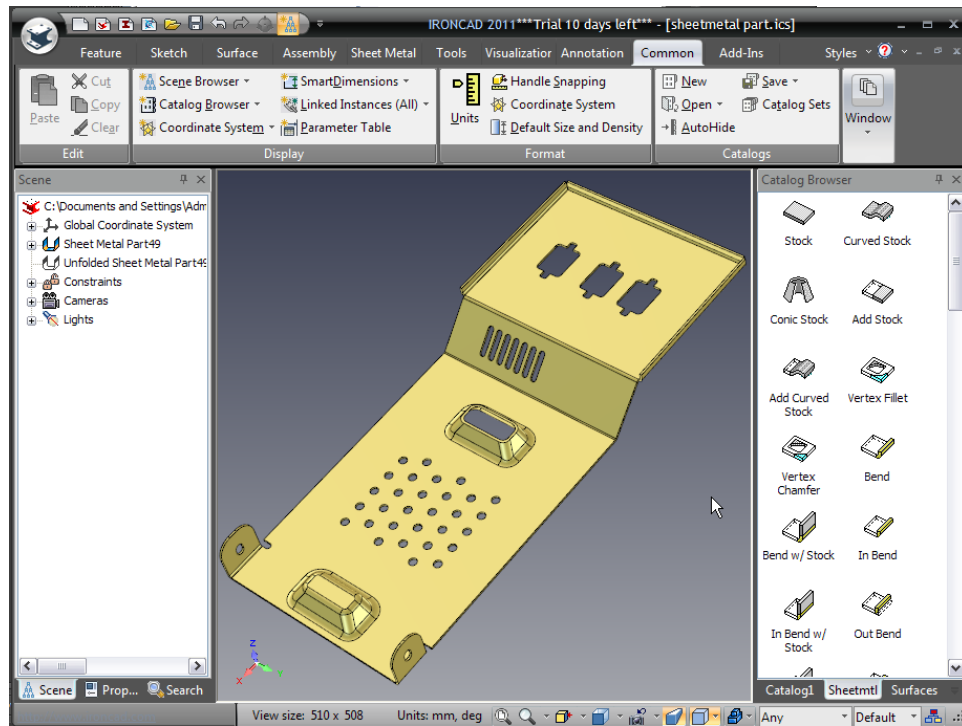 IRONCAD 2011***Trial 10 days left*** - [sheetmetal part.ics]
Feature Sketch Surface Assembly Sheet Metal Tools Visualization Annotation Common Add-Ins Styles
Paste
Cut
Copy
Clear
Edit
Scene Browser
Catalog Browser
Coordinate System
SmartDimensions
Linked Instances (All)
Parameter Table
Display
Units
Handle Snapping
Coordinate System
Default Size and Density
Format
New
Open
AutoHide
Save
Catalog Sets
Catalogs
Window
Scene
C:\Documents and Settings\Adm
Global Coordinate System
Sheet Metal Part49
Unfolded Sheet Metal Part49
Constraints
Cameras
Lights
Scene Prop... Search
z
x
Catalog Browser
Stock Curved Stock
Conic Stock Add Stock
Add Curved Stock
Vertex Fillet
Vertex Chamfer
Bend
Bend w/ Stock In Bend
In Bend w/ Stock
Out Bend
Catalog1 Sheetmtl Surfaces
View size: 510 x 508 Units: mm, deg
Any Default